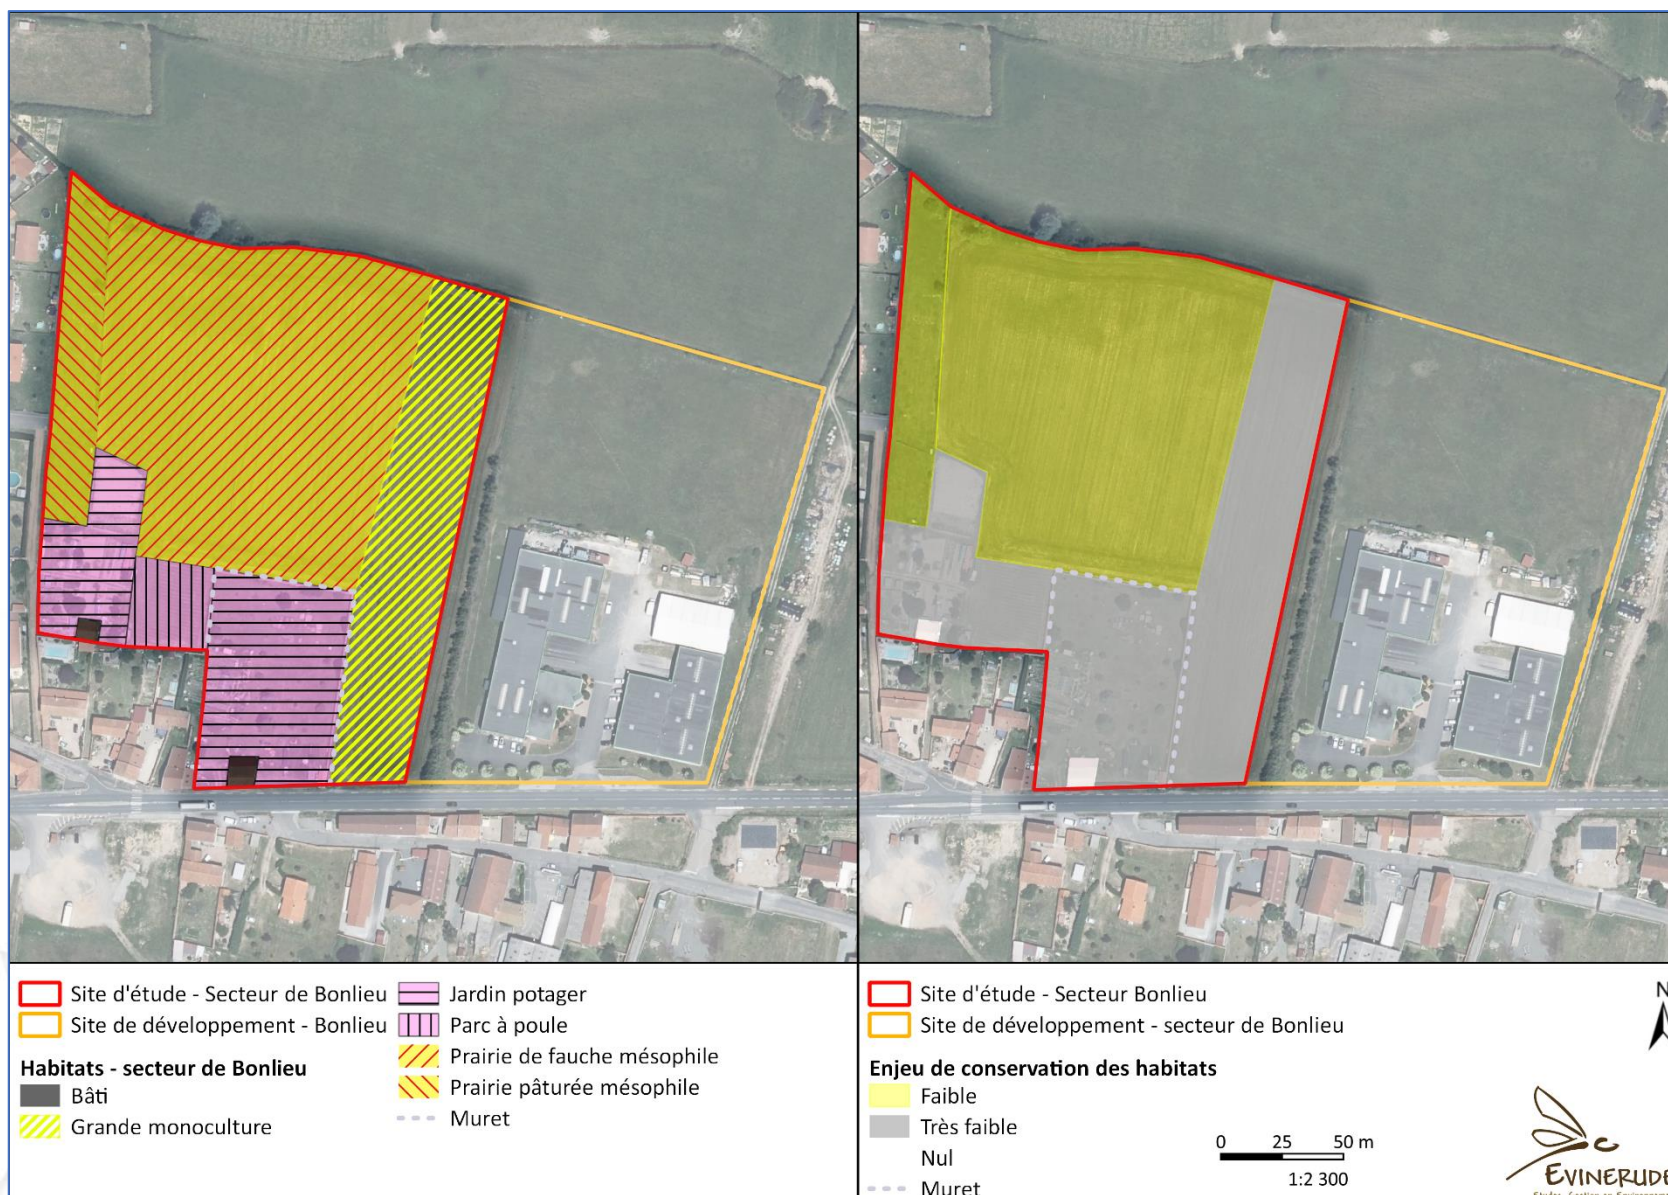 Site d'étude - Secteur de Bonlieu
Site de développement - Bonlieu
Habitats - secteur de Bonlieu
Bâti
Grande monoculture
Jardin potager
Parc à poule
Prairie de fauche mésophile
Prairie pâturée mésophile
Muret
Site d'étude - Secteur Bonlieu
Site de développement - secteur de Bonlieu
Enjeu de conservation des habitats
Faible
Très faible
Nul
Muret
0 25 50 m
1:2 300
N
EVINERUDE